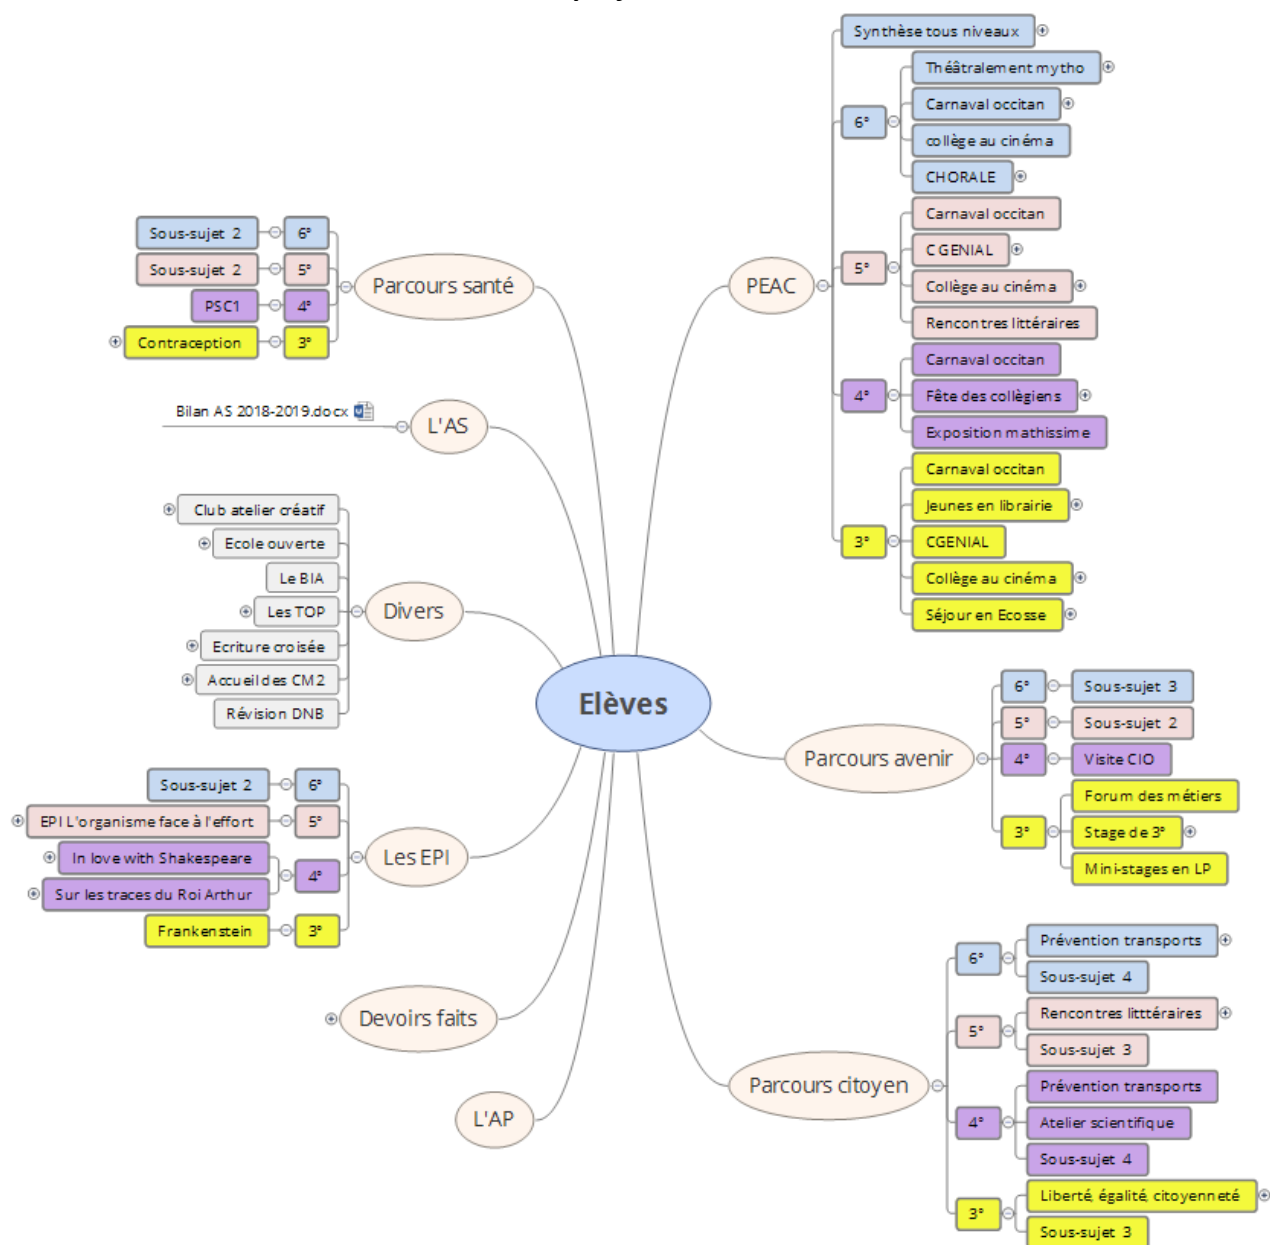 Elèves
PEAC
Synthèse tous niveaux
6°
Théâtralement mytho
Carnaval occitan
collège au cinéma
CHORALE
5°
Carnaval occitan
CGENIAL
Collège au cinéma
Rencontres littéraires
4°
Carnaval occitan
Fête des collègiens
Exposition mathissime
3°
Carnaval occitan
Jeunes en librairie
CGENIAL
Collège au cinéma
Séjour en Ecosse
Parcours avenir
6°
Sous-sujet 3
5°
Sous-sujet 2
4°
Visite CIO
3°
Forum des métiers
Stage de 3°
Mini-stages en LP
Parcours citoyen
6°
Prévention transports
Sous-sujet 4
5°
Rencontres litttéraires
Sous-sujet 3
4°
Prévention transports
Atelier scientifique
Sous-sujet 4
3°
Liberté, égalité, citoyenneté
Sous-sujet 3
Parcours santé
6°
Sous-sujet 2
5°
Sous-sujet 2
4°
PSC1
3°
Contraception
L'AS
Bilan AS 2018-2019.docx
Divers
Club atelier créatif
Ecole ouverte
Le BIA
Les TOP
Ecriture croisée
Accueil des CM2
Révision DNB
Les EPI
6°
Sous-sujet 2
5°
EPI L'organisme face à l'effort
4°
In love with Shakespeare
Sur les traces du Roi Arthur
3°
Frankenstein
Devoirs faits
L'AP